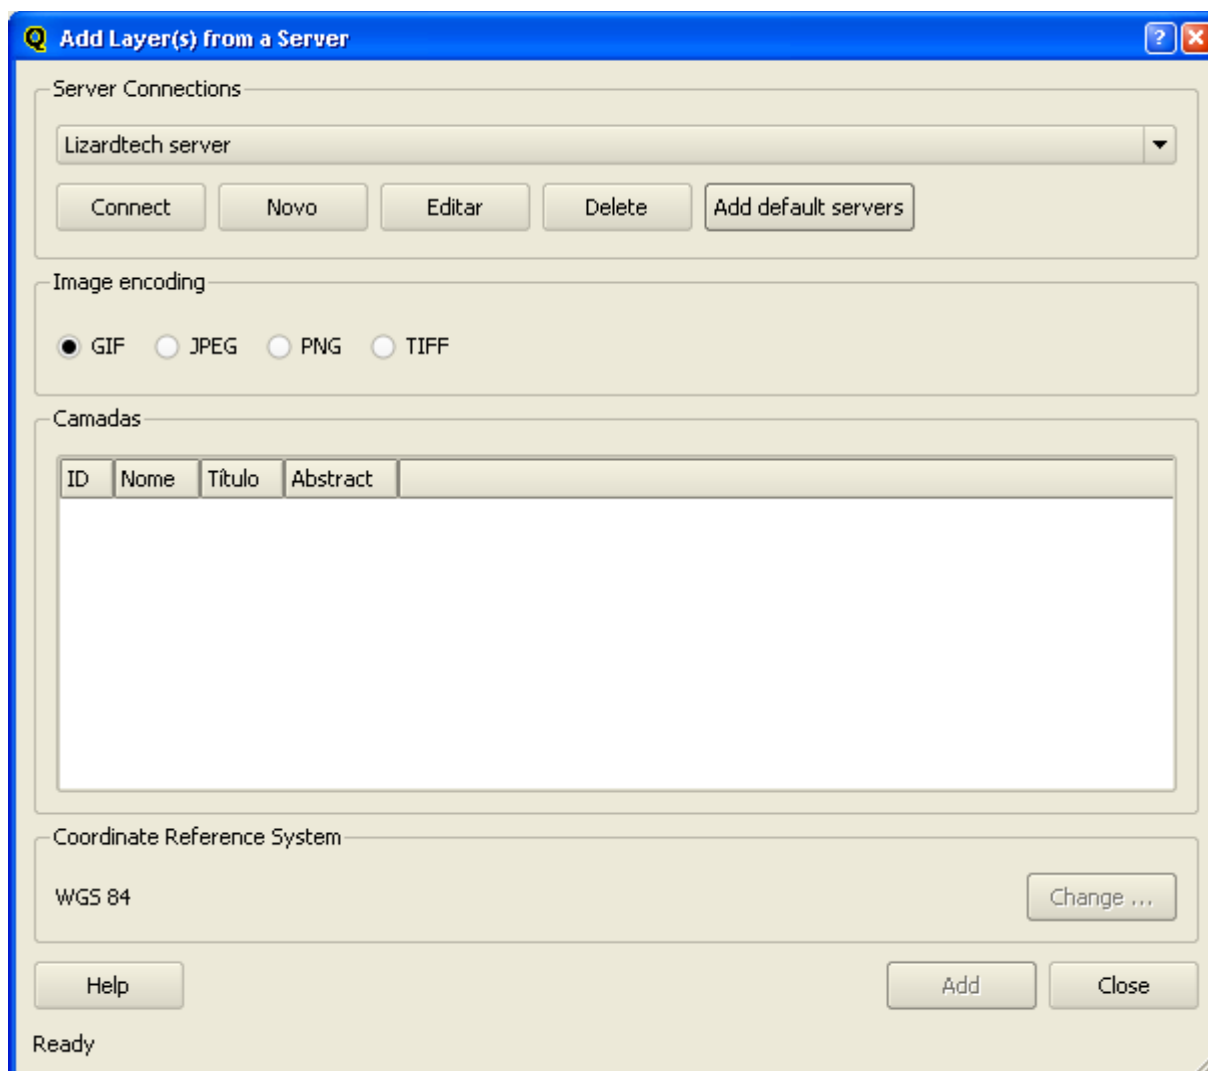 Add Layer(s) from a Server
Server Connections
Lizardtech server
Connect Novo Editar Delete Add default servers
Image encoding
GIF JPEG PNG TIFF
Camadas
ID Nome Título Abstract
Coordinate Reference System
WGS 84 Change ...
Help Add Close
Ready